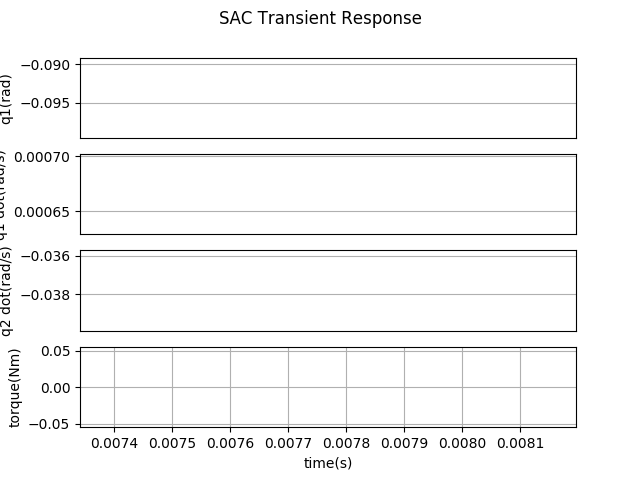 SAC Transient Response
−0.090
−0.095
q1(rad)
0.00070
0.00065
q1 dot(rad/s)
−0.036
−0.038
q2 dot(rad/s)
0.05
0.00
−0.05
torque(Nm)
0.0074 0.0075 0.0076 0.0077 0.0078 0.0079 0.0080 0.0081
time(s)